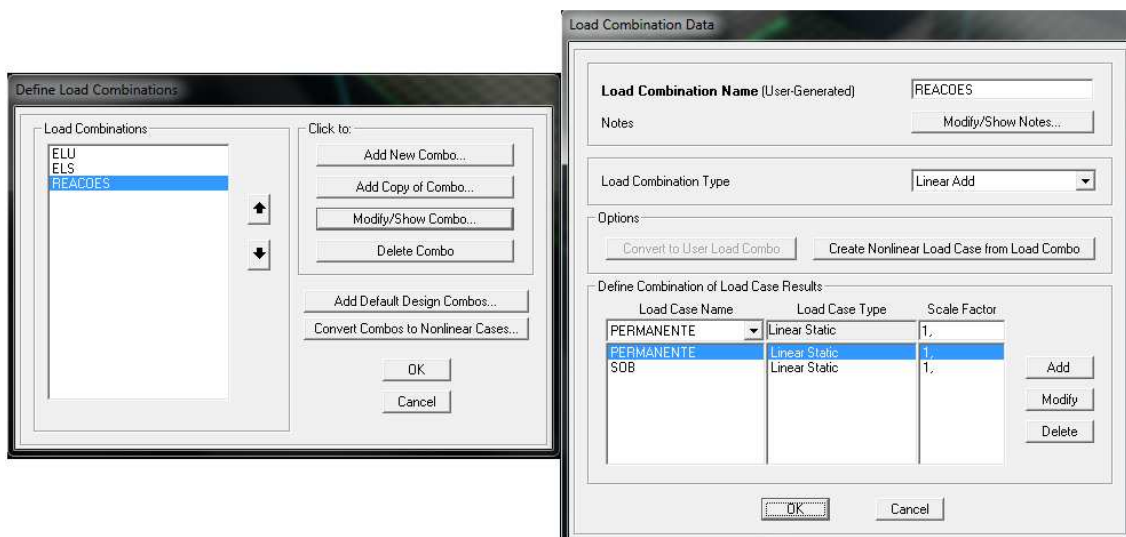 Define Load Combinations
Load Combinations
ELU
ELS
REACOES
Click to:
Add New Combo...
Add Copy of Combo...
Modify/Show Combo...
Delete Combo
Add Default Design Combos...
Convert Combos to Nonlinear Cases...
OK
Cancel
Load Combination Data
Load Combination Name (User-Generated) REACOES
Notes Modify/Show Notes...
Load Combination Type Linear Add
Options
Convert to User Load Combo Create Nonlinear Load Case from Load Combo
Define Combination of Load Case Results
Load Case Name Load Case Type Scale Factor
PERMANENTE Linear Static 1,
PERMANENTE Linear Static 1,
SOB Linear Static 1,
Add
Modify
Delete
OK Cancel